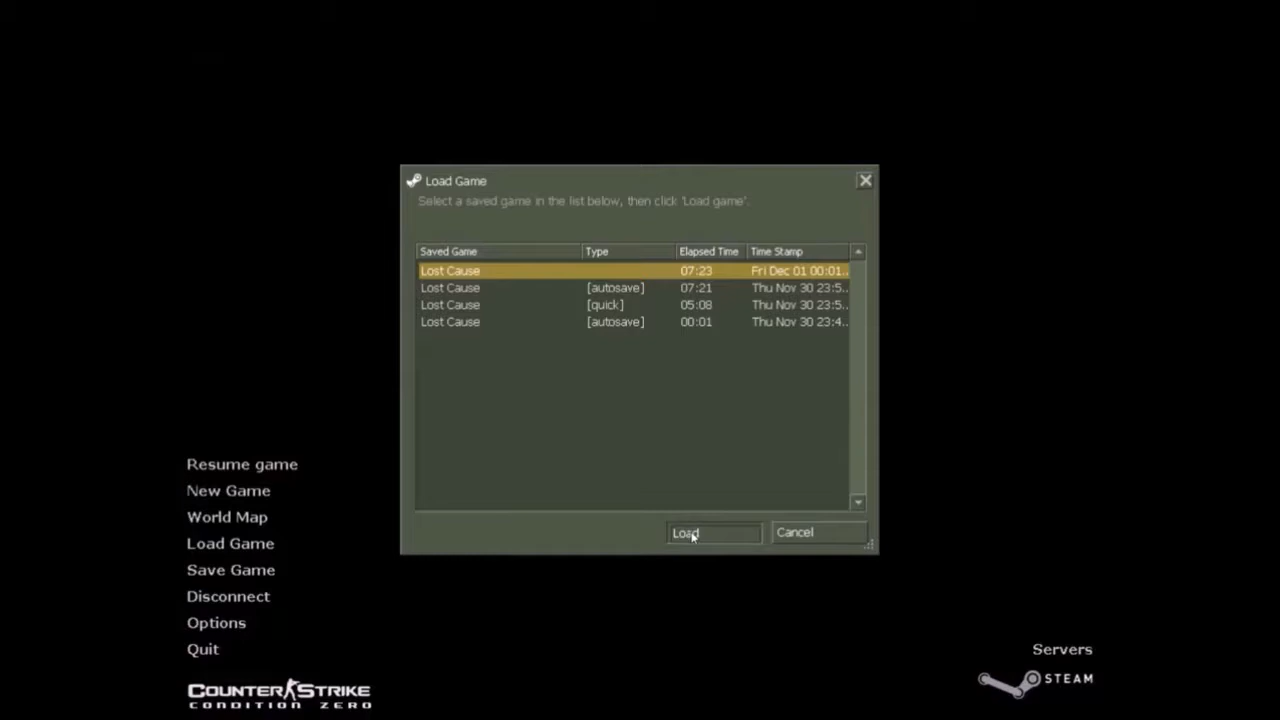 Load Game
Select a saved game in the list below, then click 'Load game'.
Saved Game Type Elapsed Time Time Stamp
Lost Cause 07:23 Fri Dec 01 00:01..
Lost Cause [autosave] 07:21 Thu Nov 30 23:5..
Lost Cause [quick] 05:08 Thu Nov 30 23:5..
Lost Cause [autosave] 00:01 Thu Nov 30 23:4..
Load Cancel
Resume game
New Game
World Map
Load Game
Save Game
Disconnect
Options
Quit
Servers
COUNTER STRIKE
CONDITION ZERO
STEAM